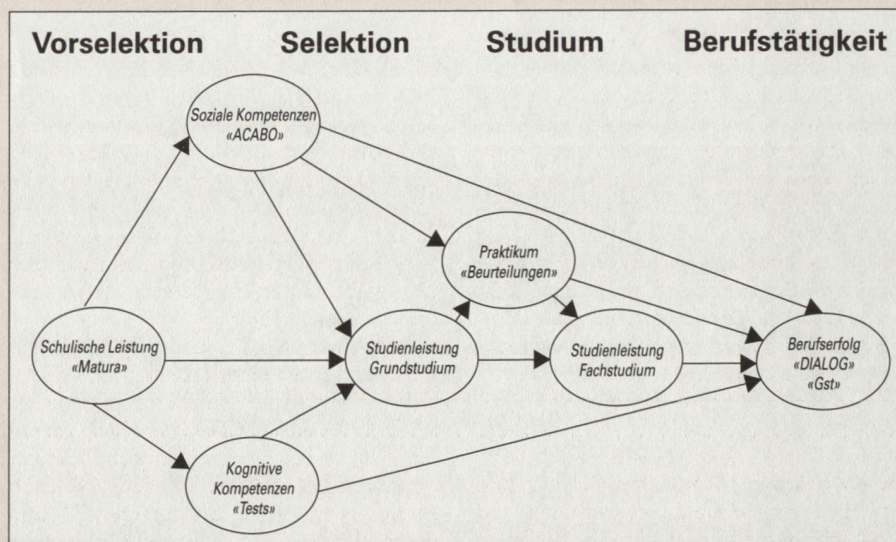 Vorselektion Selektion Studium Berufstätigkeit
Soziale Kompetenzen
«ACABO»
Praktikum
«Beurteilungen»
Schulische Leistung
«Matura»
Studienleistung
Grundstudium
Studienleistung
Fachstudium
Berufserfolg
«DIALOG»
«Gst»
Kognitive
Kompetenzen
«Tests»